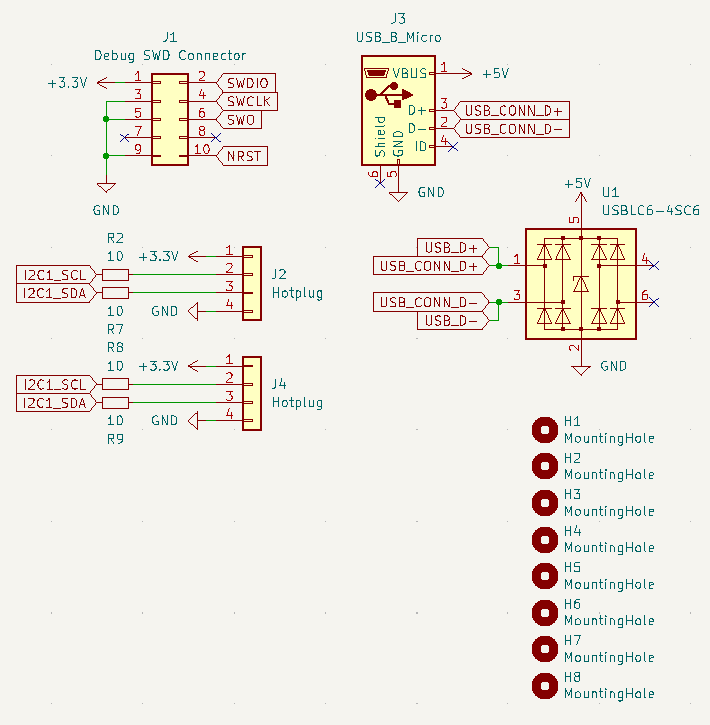 J1
Debug SWD Connector
+3.3V
1
2
SWDIO
3
4
SWCLK
5
6
SWO
7
8
9
10
NRST
GND
J3
USB_B_Micro
VBUS
1
+5V
D+
3
USB_CONN_D+
D-
2
USB_CONN_D-
ID
4
Shield
GND
6
5
GND
R2
10
+3.3V
1
I2C1_SCL
2
I2C1_SDA
3
10
GND
4
R7
J2
Hotplug
R8
10
+3.3V
1
I2C1_SCL
2
I2C1_SDA
3
10
GND
4
R9
J4
Hotplug
+5V
U1
USBLC6-4SC6
5
USB_D+
USB_CONN_D+
1
4
USB_CONN_D-
3
6
USB_D-
2
GND
H1
MountingHole
H2
MountingHole
H3
MountingHole
H4
MountingHole
H5
MountingHole
H6
MountingHole
H7
MountingHole
H8
MountingHole